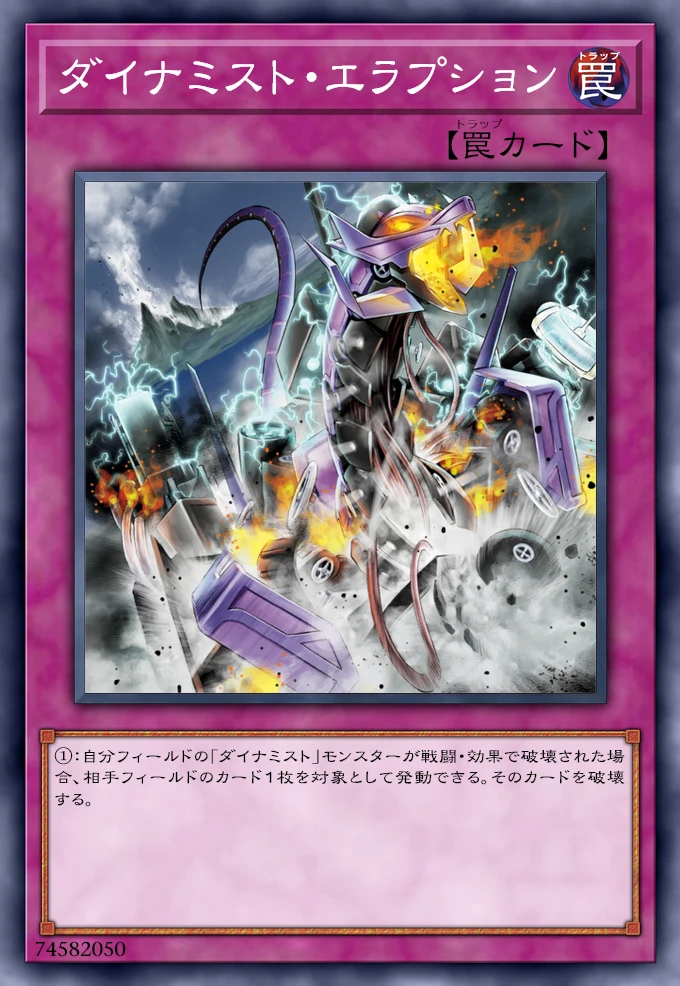 ダイナミスト・エラプション
トラップ
罠
トラップ
【罠カード】
①:自分フィールドの「ダイナミスト」モンスターが戦闘・効果で破壊された場
合、相手フィールドのカード1枚を対象として発動できる。そのカードを破壊
する。
74582050